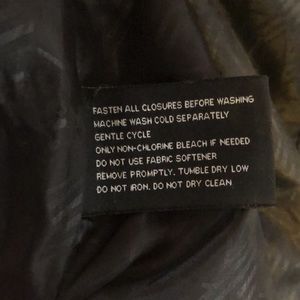 FASTEN ALL CLOSURES BEFORE WASHING
MACHINE WASH COLD SEPARATELY
GENTLE CYCLE
ONLY NON-CHLORINE BLEACH IF NEEDED
DO NOT USE FABRIC SOFTENER
REMOVE PROMPTLY. TUMBLE DRY LOW
DO NOT IRON. DO NOT DRY CLEAN